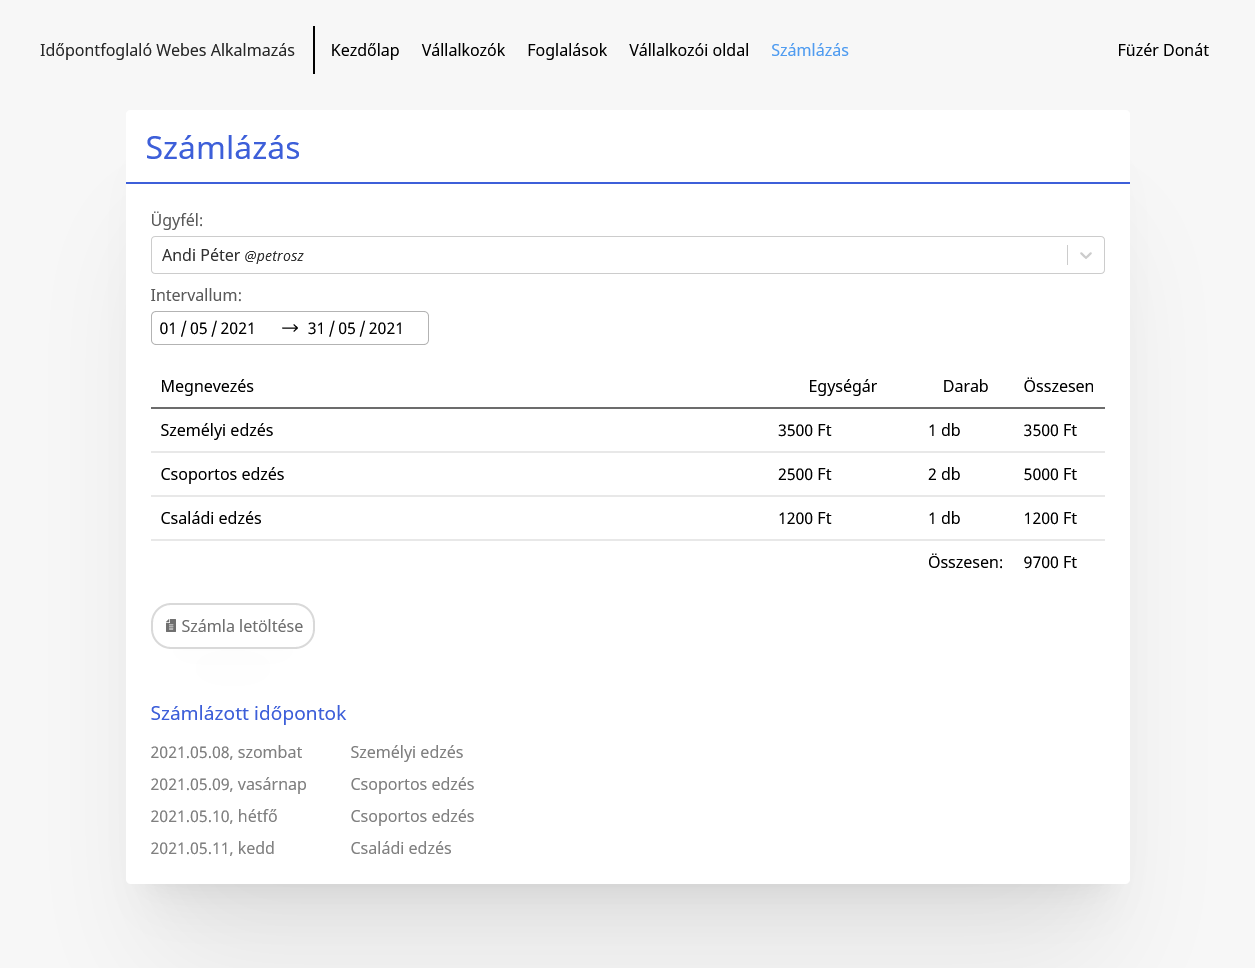 Időpontfoglaló Webes Alkalmazás Kezdőlap Vállalkozók Foglalások Vállalkozói oldal Számlázás Füzér Donát
Számlázás
Ügyfél:
Andi Péter @petrosz
Intervallum:
01 / 05 / 2021 → 31 / 05 / 2021
Megnevezés Egységár Darab Összesen
Személyi edzés 3500 Ft 1 db 3500 Ft
Csoportos edzés 2500 Ft 2 db 5000 Ft
Családi edzés 1200 Ft 1 db 1200 Ft
Összesen: 9700 Ft
Számla letöltése
Számlázott időpontok
2021.05.08, szombat Személyi edzés
2021.05.09, vasárnap Csoportos edzés
2021.05.10, hétfő Csoportos edzés
2021.05.11, kedd Családi edzés